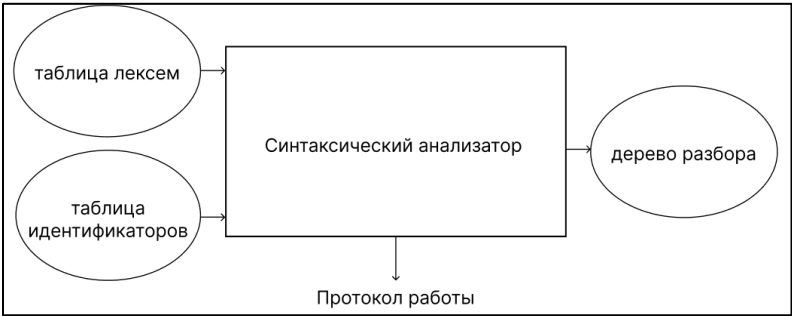 таблица лексем
Синтаксический анализатор
дерево разбора
таблица
идентификаторов
Протокол работы